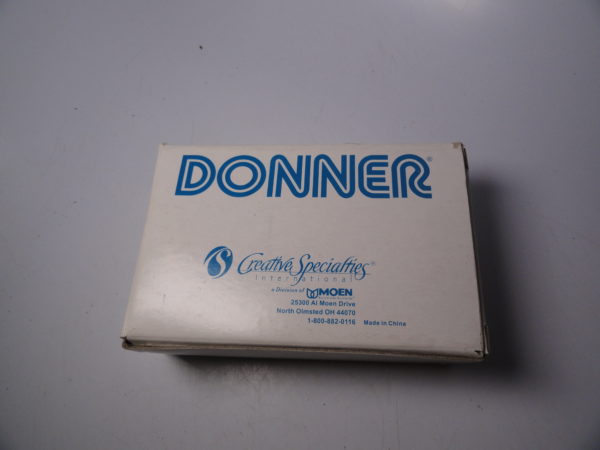 DONNER®
Creative Specialties®
International
a Division of MOEN
25300 Al Moen Drive
North Olmsted OH 44070
1-800-882-0116 Made in China